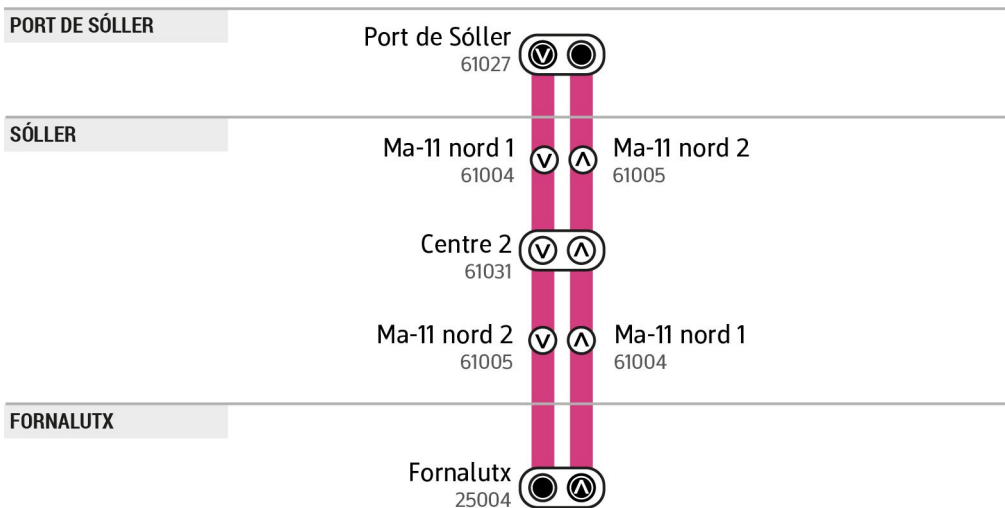 PORT DE SÓLLER
Port de Sóller
61027
SÓLLER
Ma-11 nord 1
61004
Ma-11 nord 2
61005
Centre 2
61031
Ma-11 nord 2
61005
Ma-11 nord 1
61004
FORNALUTX
Fornalutx
25004